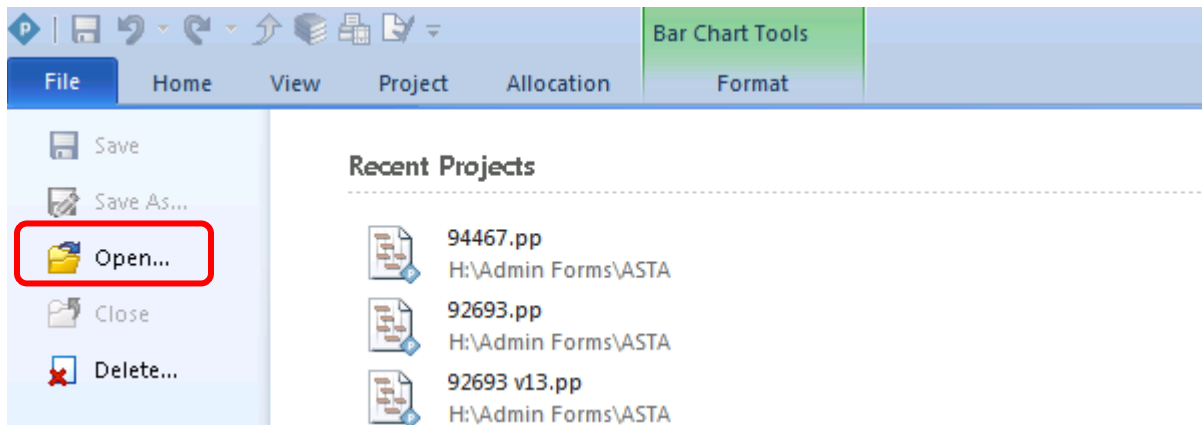 Bar Chart Tools
File Home View Project Allocation Format
Save
Save As...
Open...
Close
Delete...
Recent Projects
94467.pp
H:\Admin Forms\ASTA
92693.pp
H:\Admin Forms\ASTA
92693 v13.pp
H:\Admin Forms\ASTA